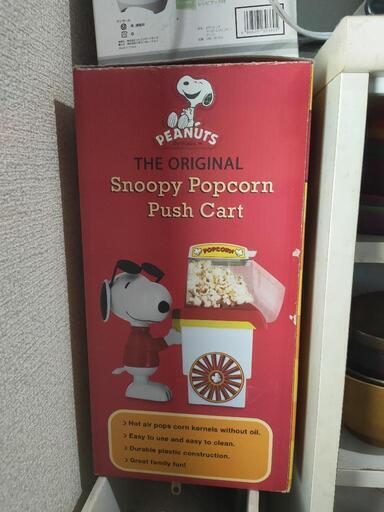 PEANUTS
THE ORIGINAL
Snoopy Popcorn
Push Cart
POPCORN
> Hot air pops corn kernels without oil.
> Easy to use and easy to clean.
> Durable plastic construction.
> Great family fun!